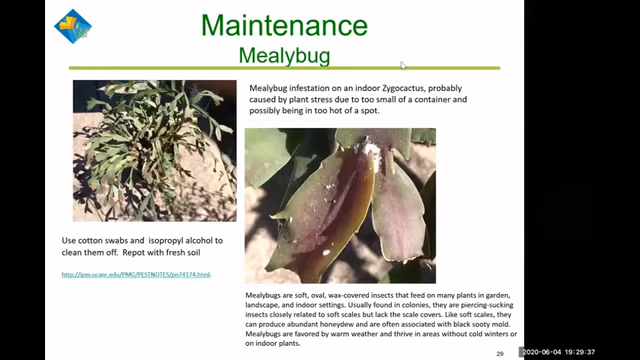 Maintenance
Mealybug
Mealybug infestation on an indoor Zygocactus, probably
caused by plant stress due to too small of a container and
possibly being in too hot of a spot.
Use cotton swabs and isopropyl alcohol to
clean them off. Repot with fresh soil
http://ipm.ucanr.edu/PMG/PESTNOTES/pn74174.html.
Mealybugs are soft, oval, wax-covered insects that feed on many plants in garden,
landscape, and indoor settings. Usually found in colonies, they are piercing-sucking
insects closely related to soft scales but lack the scale covers. Like soft scales, they
can produce abundant honeydew and are often associated with black sooty mold.
Mealybugs are favored by warm weather and thrive in areas without cold winters or
on indoor plants.
29
2020-06-04 19:29:37